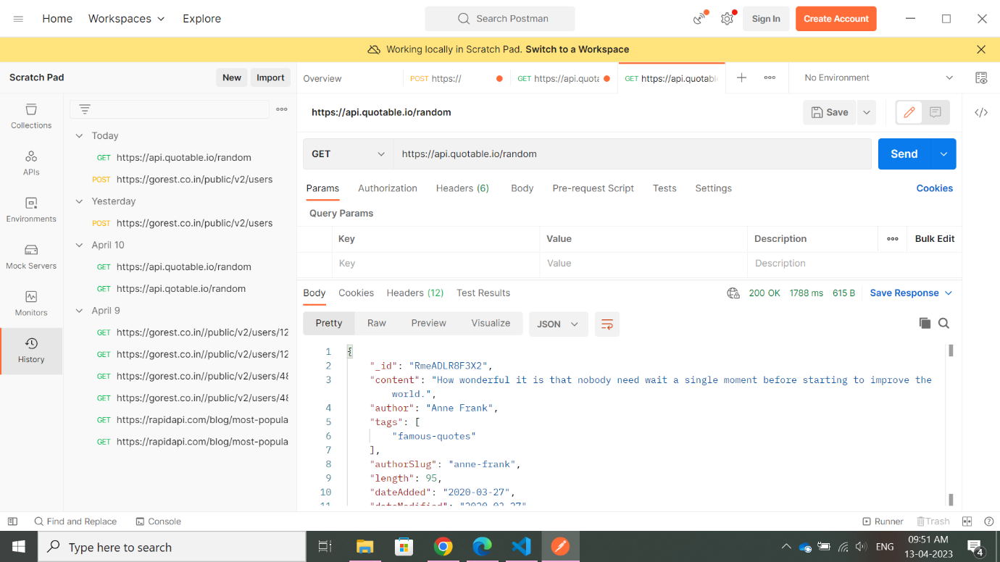 Home Workspaces Explore Search Postman Sign In Create Account
Working locally in Scratch Pad. Switch to a Workspace
Scratch Pad New Import
Overview POST https:// GET https://api.quota GET https://api.quotable No Environment
Collections
APIs
Environments
Mock Servers
Monitors
History
Today
GET https://api.quotable.io/random
POST https://gorest.co.in/public/v2/users
Yesterday
POST https://gorest.co.in/public/v2/users
April 10
GET https://api.quotable.io/random
GET https://api.qotable.io/random
April 9
GET https://gorest.co.in//public/v2/users/12
GET https://gorest.co.in//public/v2/users/12
GET https://gorest.co.in//public/v2/users/48
GET https://gorest.co.in//public/v2/users/48
GET https://rapidapi.com/blog/most-popula
GET https://rapidapi.com/blog/most-popula
https://api.quotable.io/random Save
GET https://api.quotable.io/random Send
Params Authorization Headers (6) Body Pre-request Script Tests Settings Cookies
Query Params
Key Value Description Bulk Edit
Key Value Description
Body Cookies Headers (12) Test Results 200 OK 1788 ms 615 B Save Response
Pretty Raw Preview Visualize JSON
1 {
2 "_id": "RmeADLR8F3X2",
3 "content": "How wonderful it is that nobody need wait a single moment before starting to improve the
world.",
4 "author": "Anne Frank",
5 "tags": [
6 "famous-quotes"
7 ],
8 "authorSlug": "anne-frank",
9 "length": 95,
10 "dateAdded": "2020-03-27",
11 "dateModified": "2020-03-27"
Find and Replace Console Runner Trash
Type here to search ENG 09:51 AM
13-04-2023 4